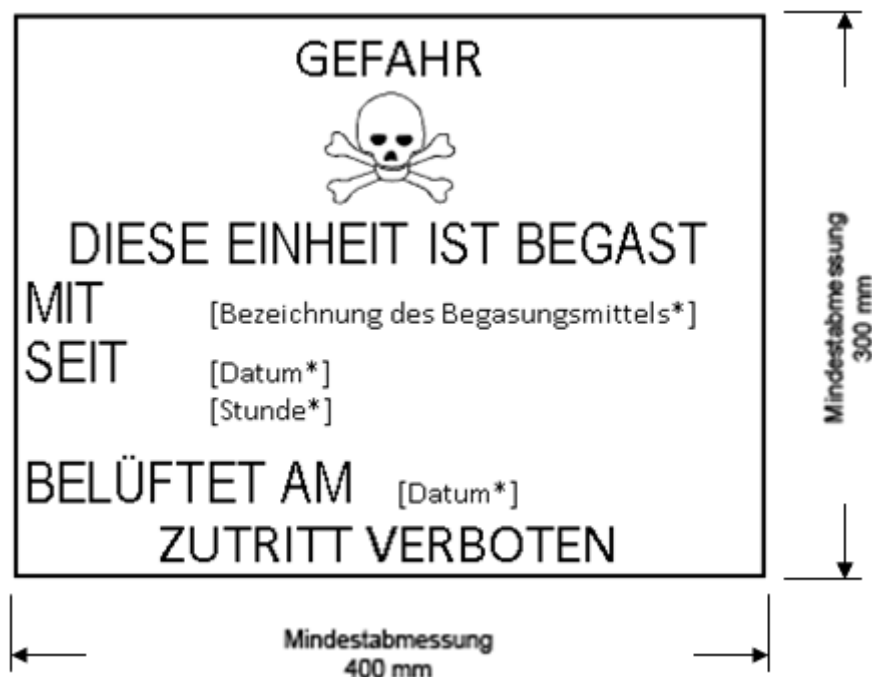 GEFAHR
DIESE EINHEIT IST BEGAST
MIT [Bezeichnung des Begasungsmittels*]
SEIT [Datum*]
[Stunde*]
BELÜFTET AM [Datum*]
ZUTRITT VERBOTEN
Mindestabmessung
300 mm
Mindestabmessung
400 mm